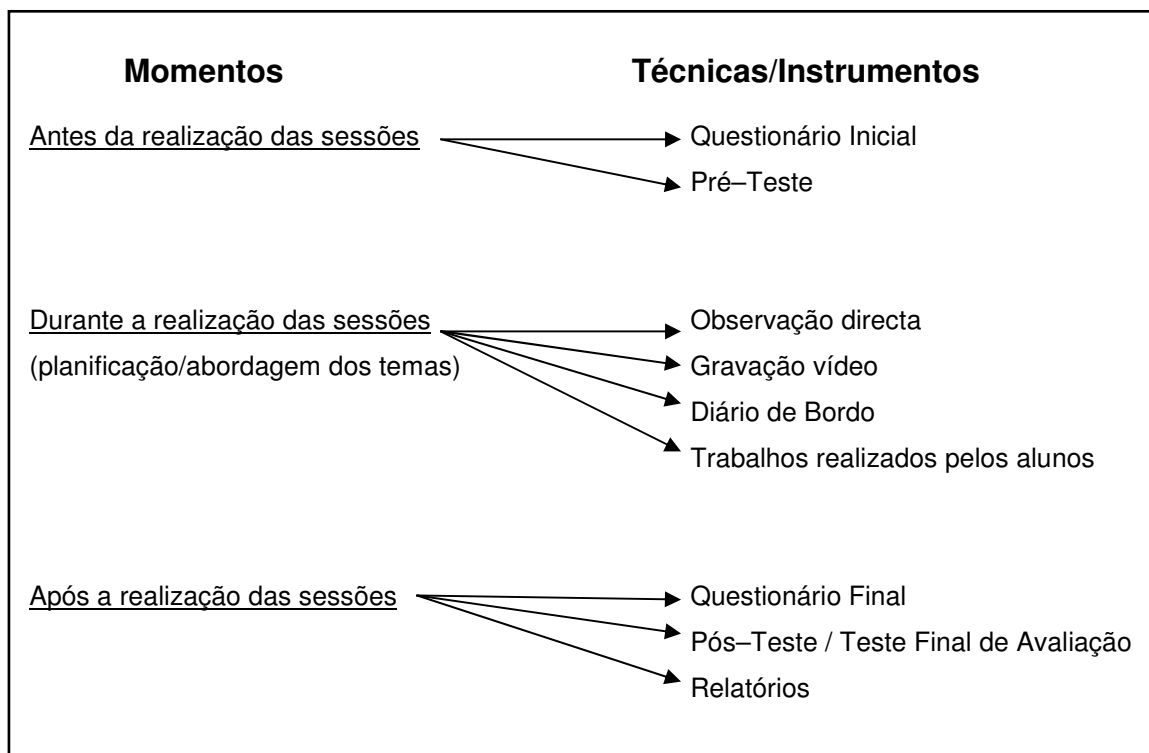 Momentos Técnicas/Instrumentos
Antes da realização das sessões Questionário Inicial
Pré–Teste
Durante a realização das sessões Observação directa
(planificação/abordagem dos temas) Gravação vídeo
Diário de Bordo
Trabalhos realizados pelos alunos
Após a realização das sessões Questionário Final
Pós–Teste / Teste Final de Avaliação
Relatórios